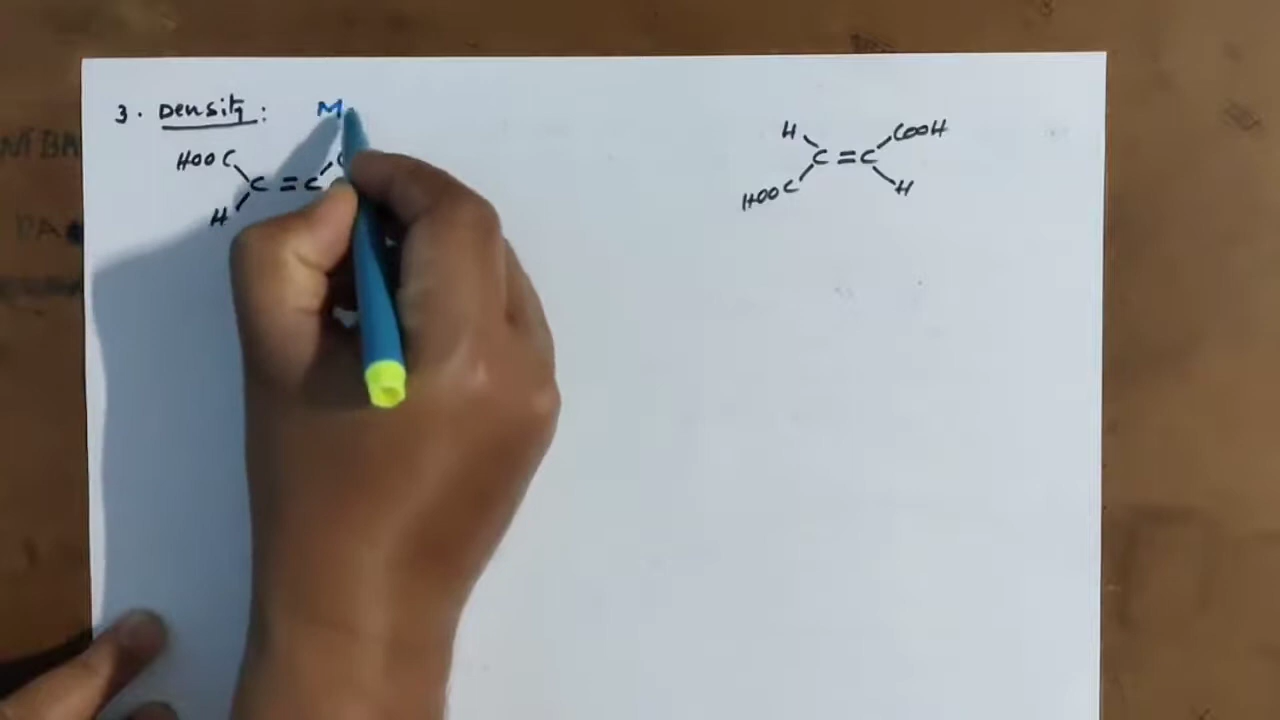 3. Density: M
HOOC C=C C
H
H COOH
C=C
HOOC H